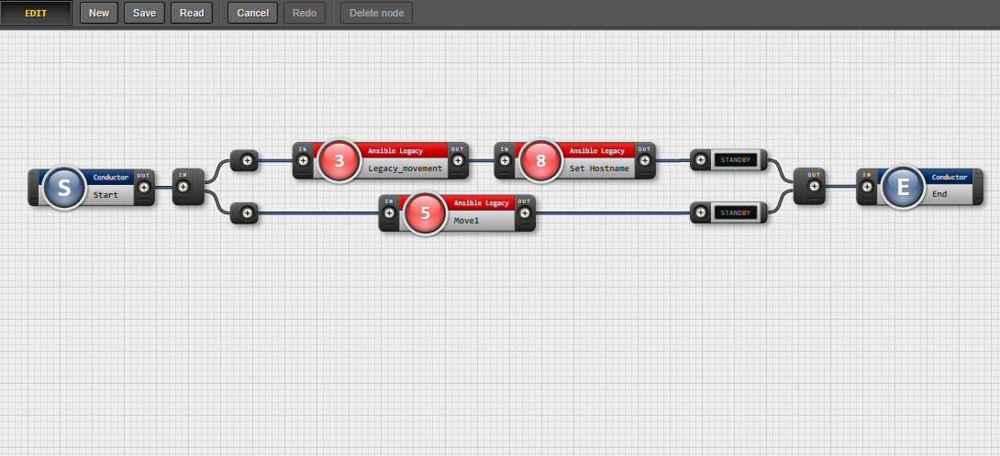 EDIT New Save Read Cancel Redo Delete node
S Conductor OUT
Start
IN
IN 3 Ansible Legacy OUT
Legacy_movement
IN 8 Ansible Legacy OUT
Set Hostname
STANDBY
IN 5 Ansible Legacy OUT
Move1
STANDBY
OUT
IN E Conductor
End